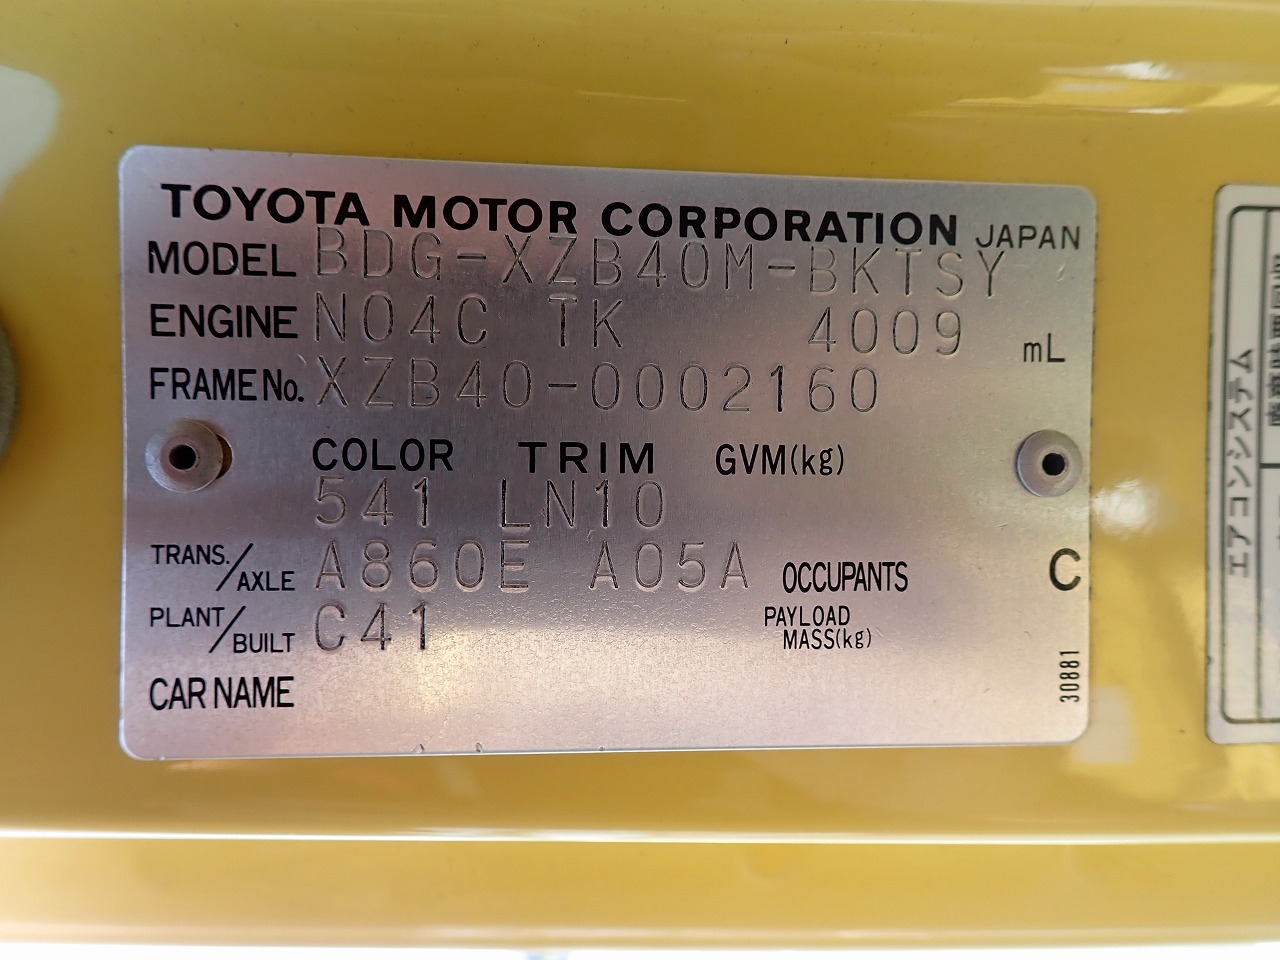 TOYOTA MOTOR CORPORATION JAPAN
MODEL BDG-XZB40M-BKTSY
ENGINE N04C TK 4009 mL
FRAME No. XZB40-0002160
COLOR TRIM GVM(kg)
541 LN10
TRANS./AXLE A860E A05A OCCUPANTS C
PLANT/BUILT C41 PAYLOAD MASS(kg)
CAR NAME
30881
エアコンシステム